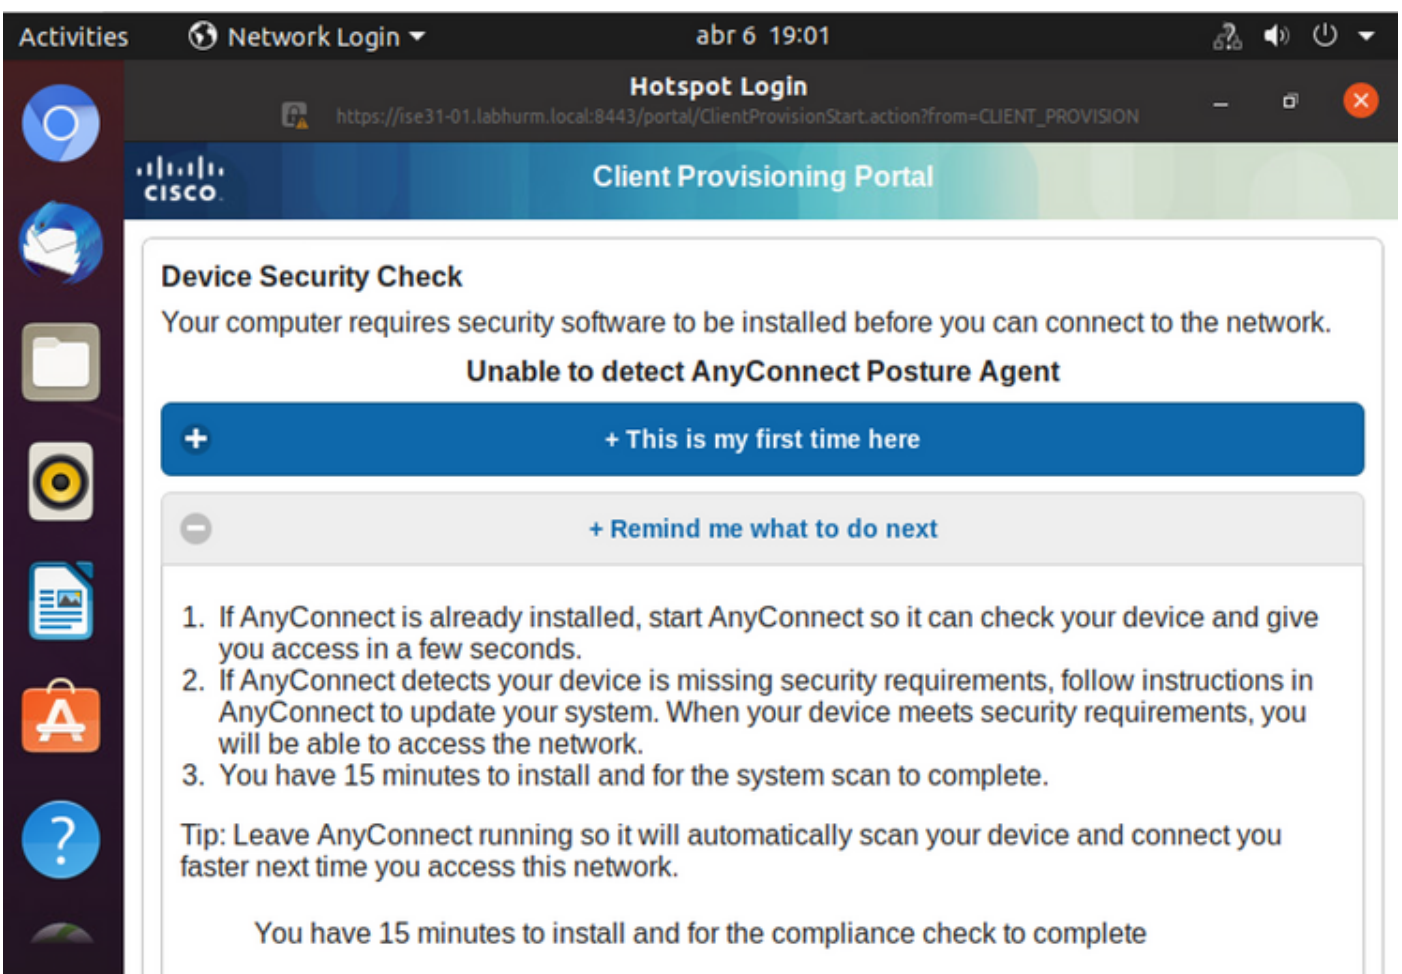 Activities
Network Login
abr 6 19:01
Hotspot Login
https://ise31-01.labhurm.local:8443/portal/ClientProvisionStart.action?from=CLIENT_PROVISION
CISCO
Client Provisioning Portal
Device Security Check
Your computer requires security software to be installed before you can connect to the network.
Unable to detect AnyConnect Posture Agent
+ This is my first time here
+ Remind me what to do next
1. If AnyConnect is already installed, start AnyConnect so it can check your device and give
you access in a few seconds.
2. If AnyConnect detects your device is missing security requirements, follow instructions in
AnyConnect to update your system. When your device meets security requirements, you
will be able to access the network.
3. You have 15 minutes to install and for the system scan to complete.
Tip: Leave AnyConnect running so it will automatically scan your device and connect you
faster next time you access this network.
You have 15 minutes to install and for the compliance check to complete